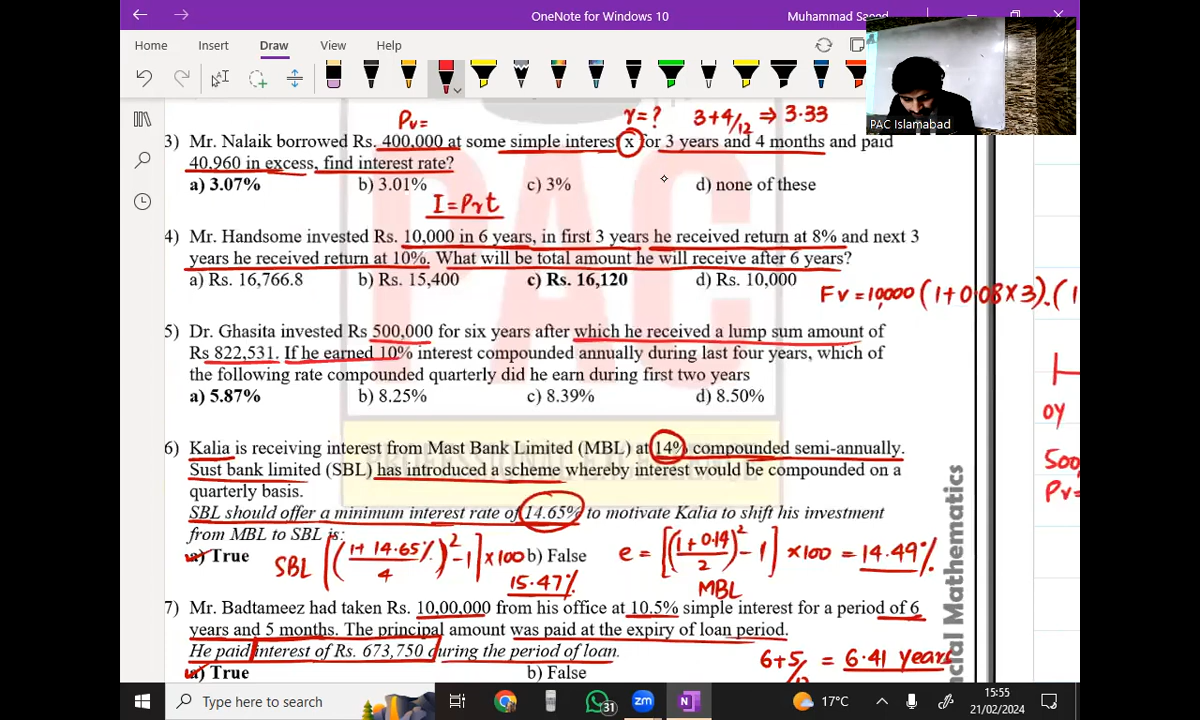 OneNote for Windows 10
Muhammad Saeed
Home Insert Draw View Help
PAC Islamabad
Pv=
r=? 3+4/12 ⇒ 3.33
3) Mr. Nalaik borrowed Rs. 400,000 at some simple interest x for 3 years and 4 months and paid
40,960 in excess, find interest rate?
a) 3.07% b) 3.01% c) 3% d) none of these
I=Prt
4) Mr. Handsome invested Rs. 10,000 in 6 years, in first 3 years he received return at 8% and next 3
years he received return at 10%. What will be total amount he will receive after 6 years?
a) Rs. 16,766.8 b) Rs. 15,400 c) Rs. 16,120 d) Rs. 10,000
Fv=10,000(1+0.08×3).(1
5) Dr. Ghasita invested Rs 500,000 for six years after which he received a lump sum amount of
Rs 822,531. If he earned 10% interest compounded annually during last four years, which of
the following rate compounded quarterly did he earn during first two years
a) 5.87% b) 8.25% c) 8.39% d) 8.50%
oy
500,
Pv=
6) Kalia is receiving interest from Mast Bank Limited (MBL) at 14% compounded semi-annually.
Sust bank limited (SBL) has introduced a scheme whereby interest would be compounded on a
quarterly basis.
SBL should offer a minimum interest rate of 14.65% to motivate Kalia to shift his investment
from MBL to SBL is:
a) True b) False
SBL [((1+14.65%/4)^2-1]×100
15.47%
e = [((1+0.14)/2)^2-1] ×100 = 14.49%
MBL
7) Mr. Badtameez had taken Rs. 10,00,000 from his office at 10.5% simple interest for a period of 6
years and 5 months. The principal amount was paid at the expiry of loan period.
He paid interest of Rs. 673,750 during the period of loan.
6+5/12 = 6.41 years
a) True b) False
PAC
ncial Mathematics
Type here to search
31
zm
N
17°C
15:55
21/02/2024